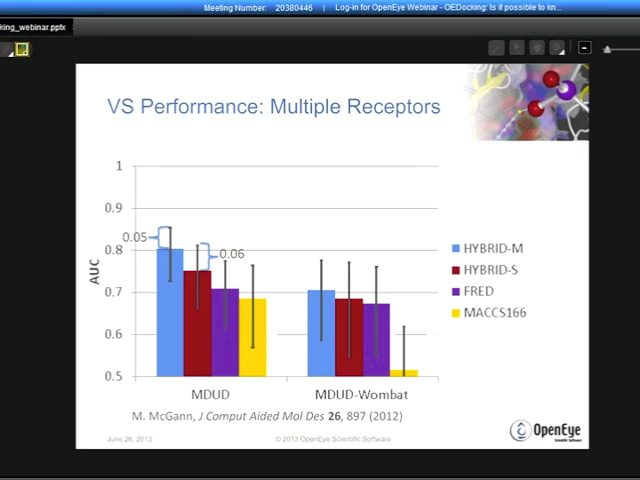 Meeting Number: 20380446 | Log-in for OpenEye Webinar - OEDocking: Is it possible to kn...
king_webinar.pptx
VS Performance: Multiple Receptors
1
0.9
0.8
0.7
0.6
0.5
AUC
0.05
0.06
HYBRID-M
HYBRID-S
FRED
MACCS166
MDUD
MDUD-Wombat
M. McGann, J Comput Aided Mol Des 26, 897 (2012)
June 26, 2013
© 2013 OpenEye Scientific Software
OpenEye
Scientific Software